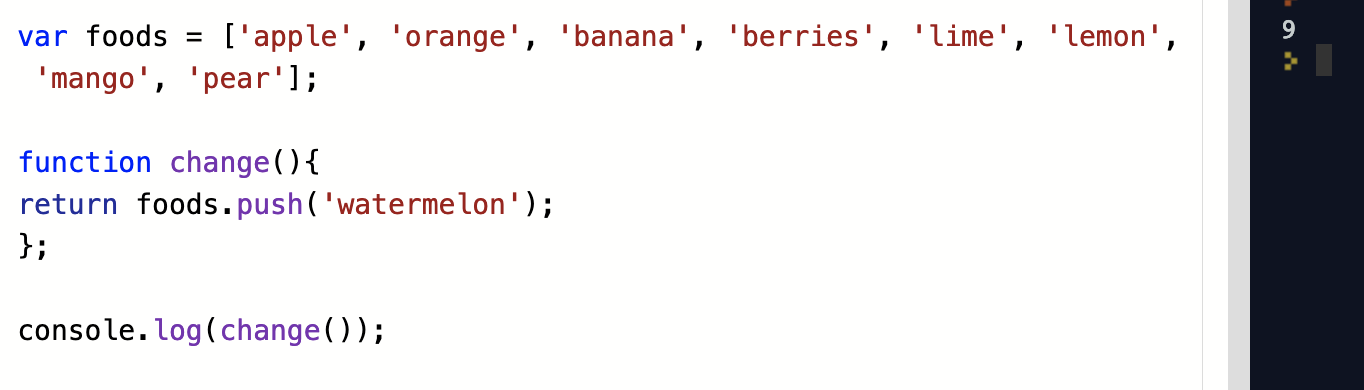 var foods = ['apple', 'orange', 'banana', 'berries', 'lime', 'lemon',
'mango', 'pear'];
function change(){
return foods.push('watermelon');
};
console.log(change());
9